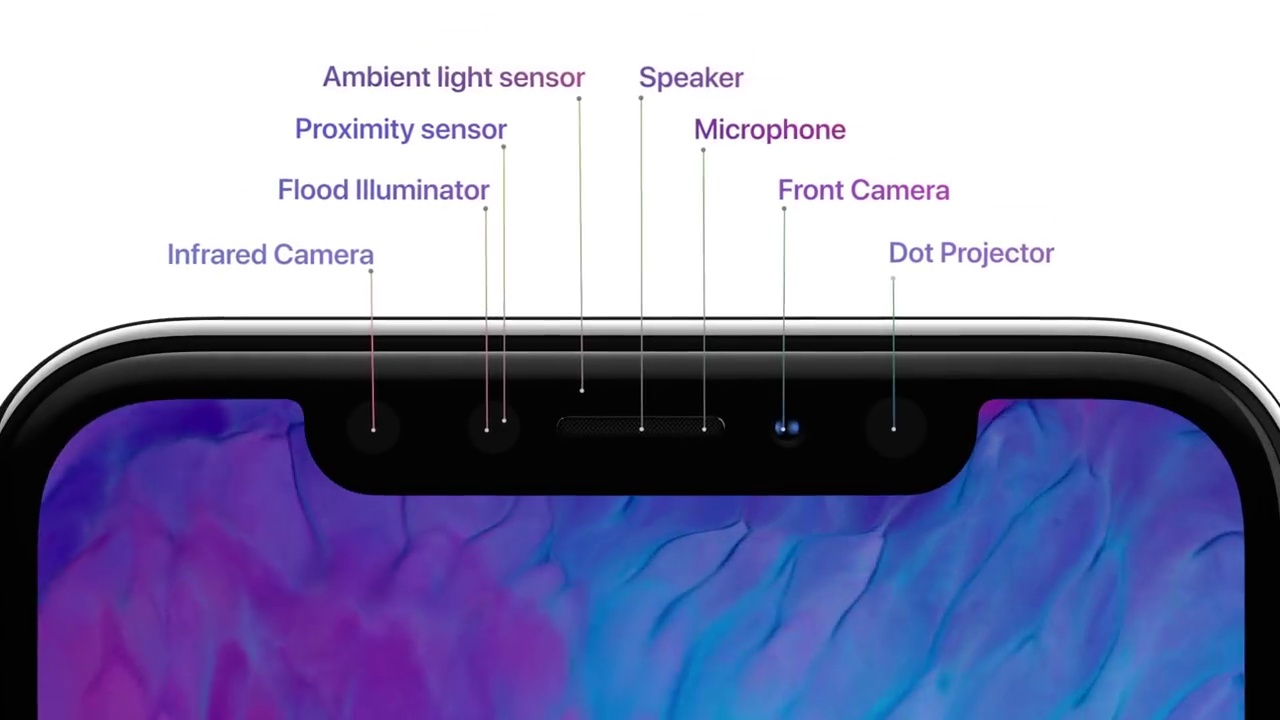 Ambient light sensor
Speaker
Proximity sensor
Microphone
Flood Illuminator
Front Camera
Infrared Camera
Dot Projector